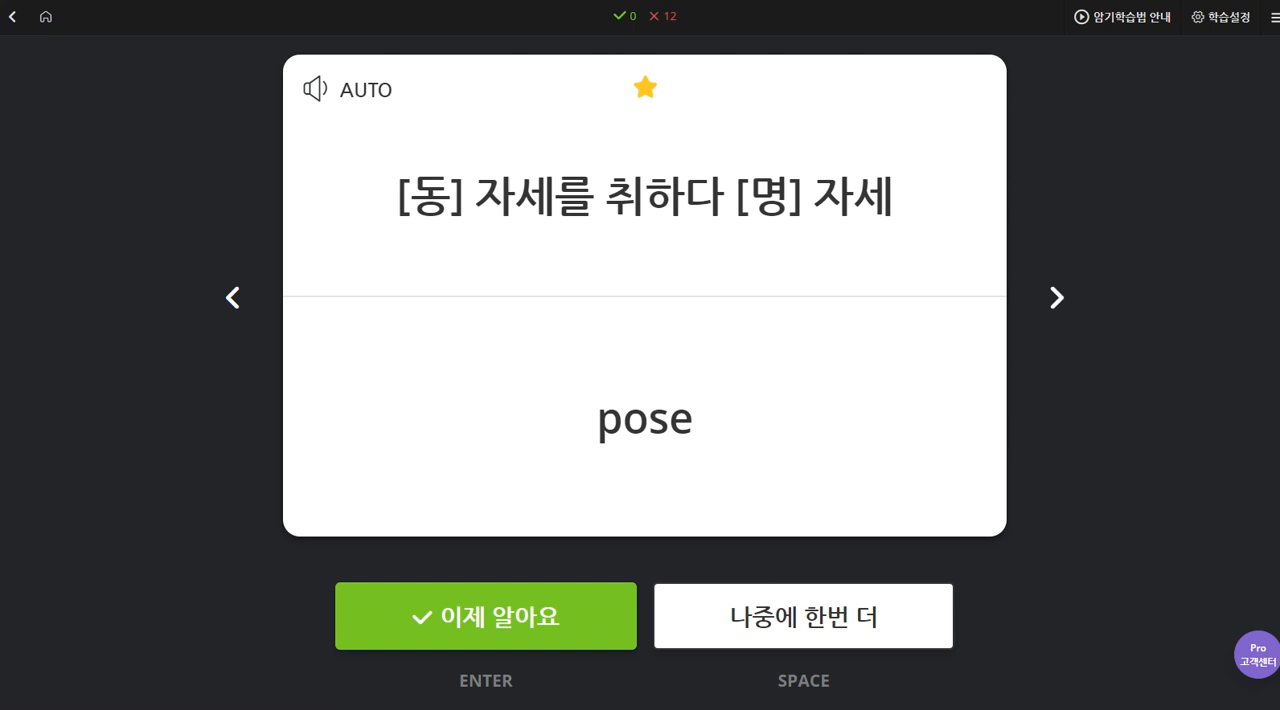 0 12 암기학습법 안내 학습설정
AUTO
[동] 자세를 취하다 [명] 자세
pose
이제 알아요 나중에 한번 더
ENTER SPACE
Pro
고객센터